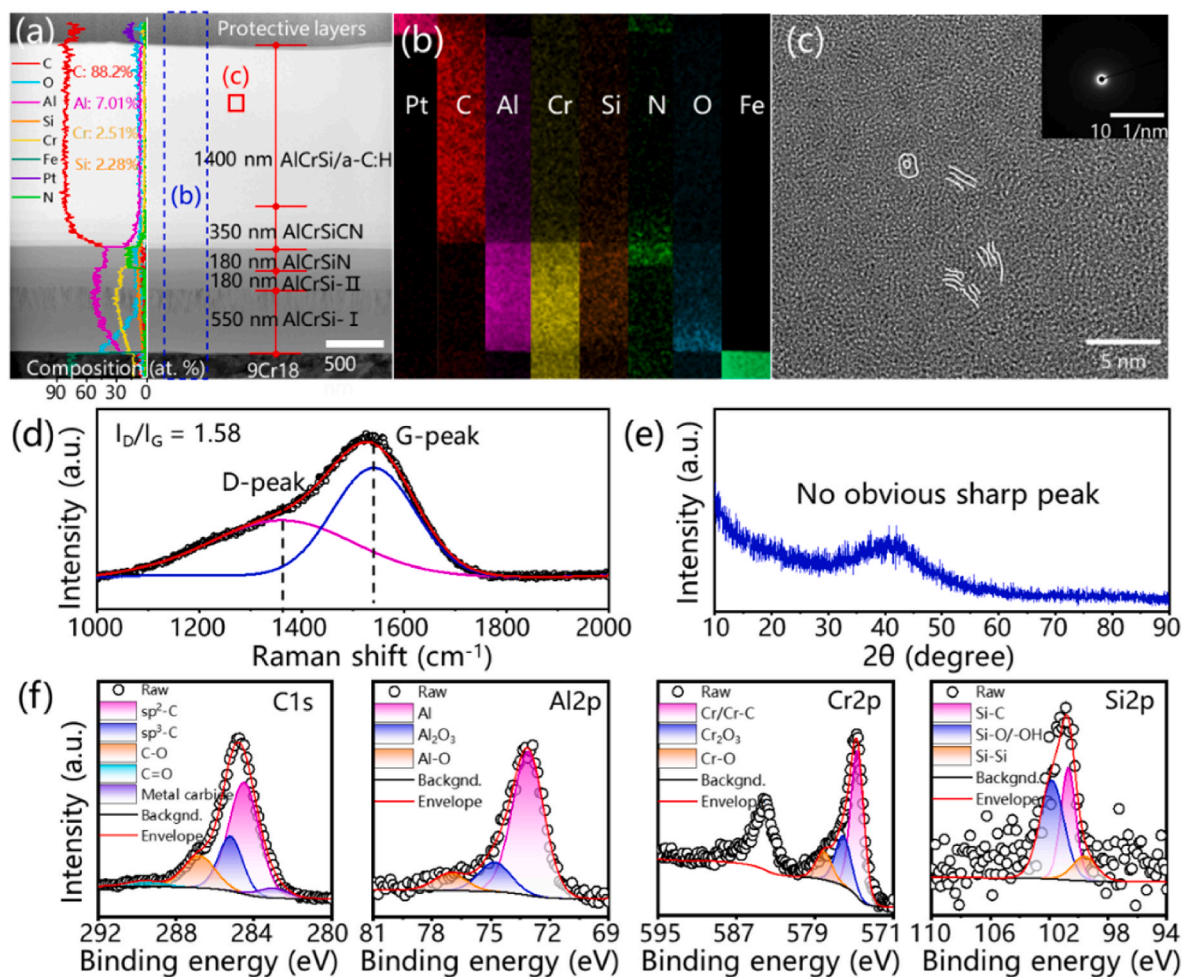 (a)
Protective layers
C
O
Al
Si
Cr
Fe
Pt
N
C: 88.2%
Al: 7.01%
Cr: 2.51%
Si: 2.28%
(c)
(b)
1400 nm AlCrSi/a-C:H
350 nm AlCrSiCN
180 nm AlCrSiN
180 nm AlCrSi-II
550 nm AlCrSi-I
500
nm
Composition (at. %)
9Cr18
90 60 30 0
(b)
Pt C Al Cr Si N O Fe
(c)
10 1/nm
5 nm
(d)
I_D/I_G = 1.58
G-peak
D-peak
Intensity (a.u.)
1000 1200 1400 1600 1800 2000
Raman shift (cm⁻¹)
(e)
No obvious sharp peak
Intensity (a.u.)
10 20 30 40 50 60 70 80 90
2θ (degree)
(f)
Intensity (a.u.)
C1s
Raw
sp²-C
sp³-C
C-O
C=O
Metal carbide
Backgnd.
Envelope
292 288 284 280
Binding energy (eV)
Al2p
Raw
Al
Al₂O₃
Al-O
Backgnd.
Envelope
81 78 75 72 69
Binding energy (eV)
Cr2p
Raw
Cr/Cr-C
Cr₂O₃
Cr-O
Backgnd.
Envelope
595 587 579 571
Binding energy (eV)
Si2p
Raw
Si-C
Si-O/-OH
Si-Si
Backgnd.
Envelope
110 106 102 98 94
Binding energy (eV)